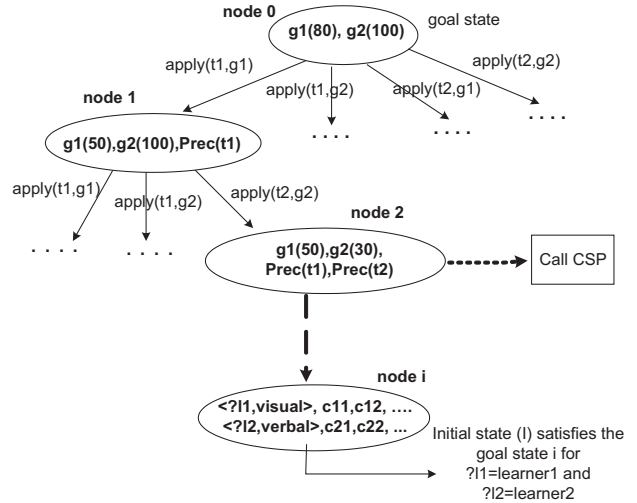 node 0
goal state
g1(80), g2(100)
apply(t1,g1)
apply(t1,g2)
apply(t2,g1)
apply(t2,g2)
. . . .
. . . .
. . . .
node 1
g1(50),g2(100),Prec(t1)
apply(t1,g1)
apply(t1,g2)
apply(t2,g2)
. . . .
. . . .
node 2
g1(50),g2(30),
Prec(t1),Prec(t2)
Call CSP
node i
<?l1,visual>, c11,c12, ....
<?l2,verbal>,c21,c22, ...
Initial state (I) satisfies the
goal state i for
?l1=learner1 and
?l2=learner2